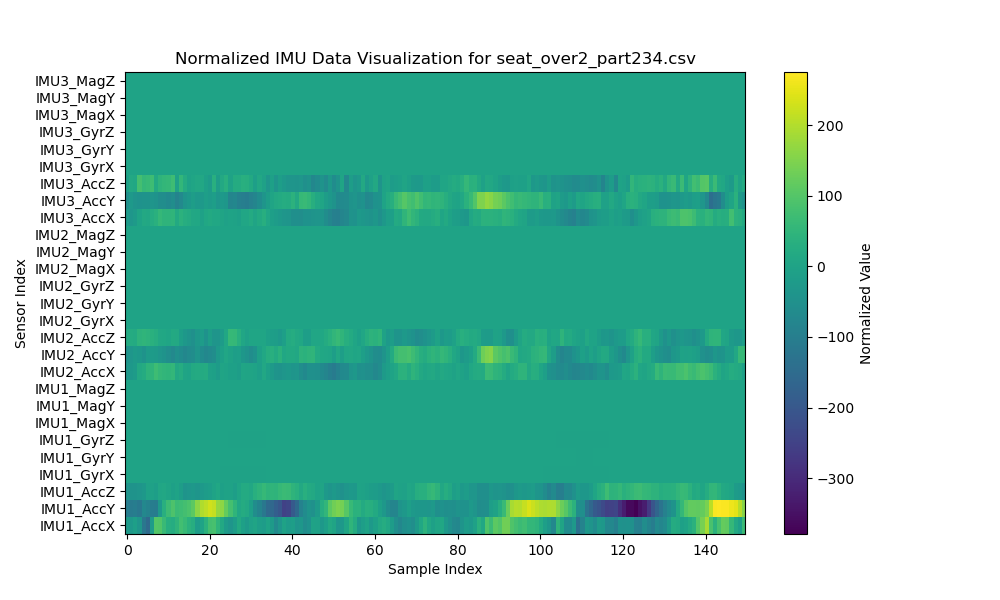 Normalized IMU Data Visualization for seat_over2_part234.csv
IMU3_MagZ
IMU3_MagY
IMU3_MagX
IMU3_GyrZ
IMU3_GyrY
IMU3_GyrX
IMU3_AccZ
IMU3_AccY
IMU3_AccX
IMU2_MagZ
IMU2_MagY
IMU2_MagX
IMU2_GyrZ
IMU2_GyrY
IMU2_GyrX
IMU2_AccZ
IMU2_AccY
IMU2_AccX
IMU1_MagZ
IMU1_MagY
IMU1_MagX
IMU1_GyrZ
IMU1_GyrY
IMU1_GyrX
IMU1_AccZ
IMU1_AccY
IMU1_AccX
Sensor Index
0 20 40 60 80 100 120 140
Sample Index
200
100
0
−100
−200
−300
Normalized Value